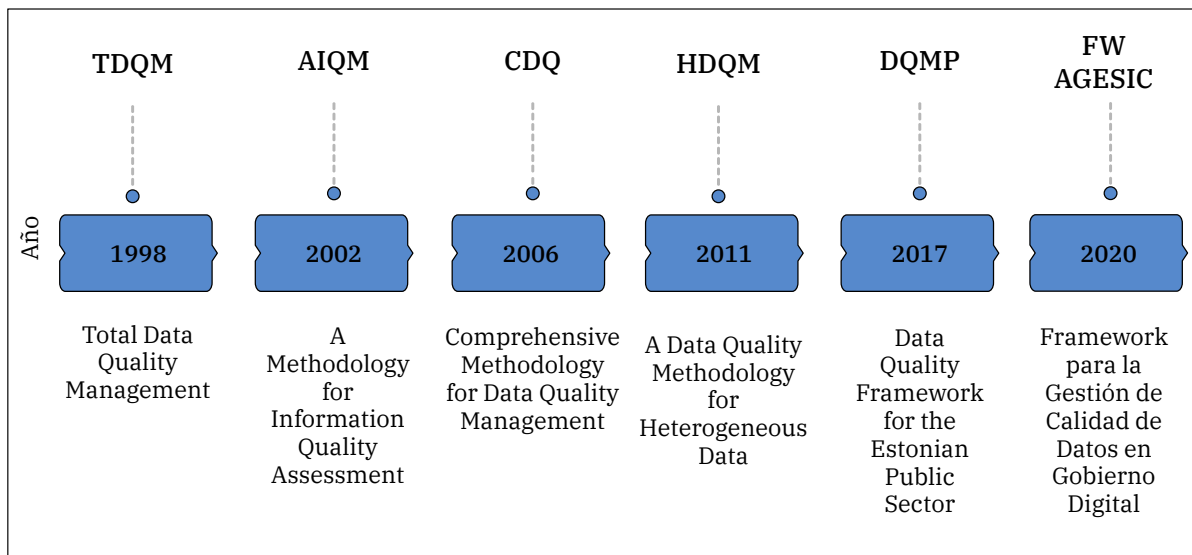 TDQM
AIQM
CDQ
HDQM
DQMP
FW
AGESIC
Año
1998
2002
2006
2011
2017
2020
Total Data
Quality
Management
A
Methodology
for
Information
Quality
Assessment
Comprehensive
Methodology
for Data Quality
Management
A Data Quality
Methodology
for
Heterogeneous
Data
Data
Quality
Framework
for the
Estonian
Public
Sector
Framework
para la
Gestión de
Calidad de
Datos en
Gobierno
Digital